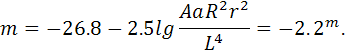 m = −26.8 − 2.5lg AaR²r²/L⁴ = −2.2ᵐ.